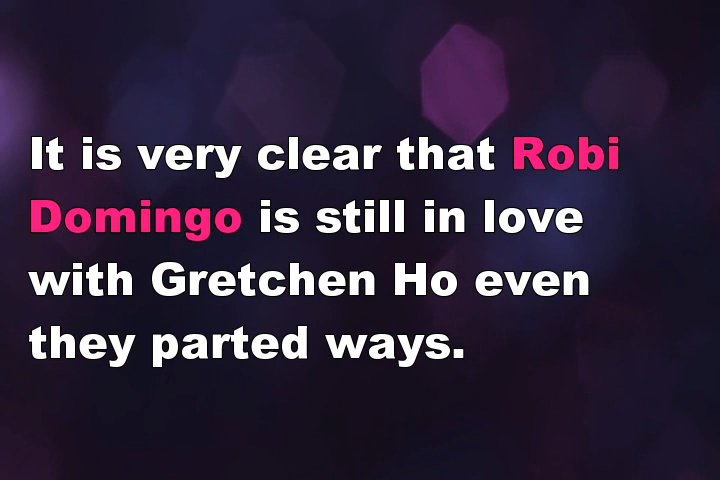 It is very clear that Robi
Domingo is still in love
with Gretchen Ho even
they parted ways.